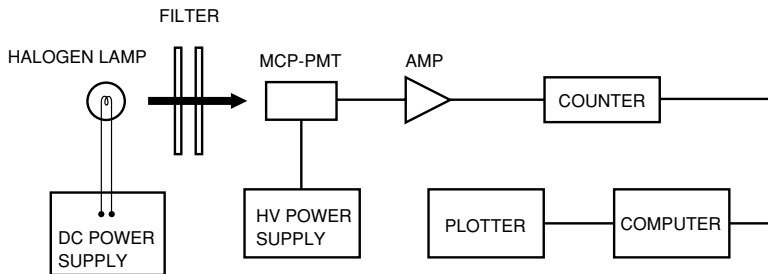 FILTER
HALOGEN LAMP
MCP-PMT
AMP
COUNTER
DC POWER
SUPPLY
HV POWER
SUPPLY
PLOTTER
COMPUTER